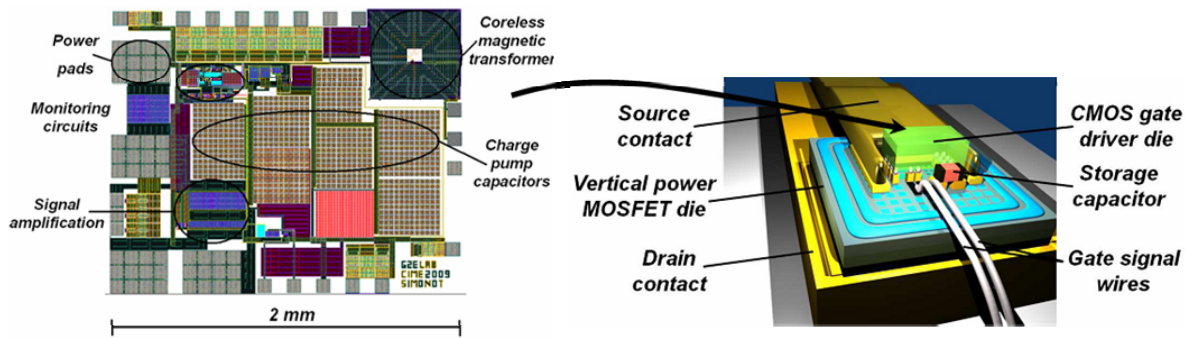 Power
pads
Monitoring
circuits
Signal
amplification
Coreless
magnetic
transformer
Charge
pump
capacitors
G2ELAB
CIME2009
SIMONOT
2 mm
Source
contact
Vertical power
MOSFET die
Drain
contact
CMOS gate
driver die
Storage
capacitor
Gate signal
wires